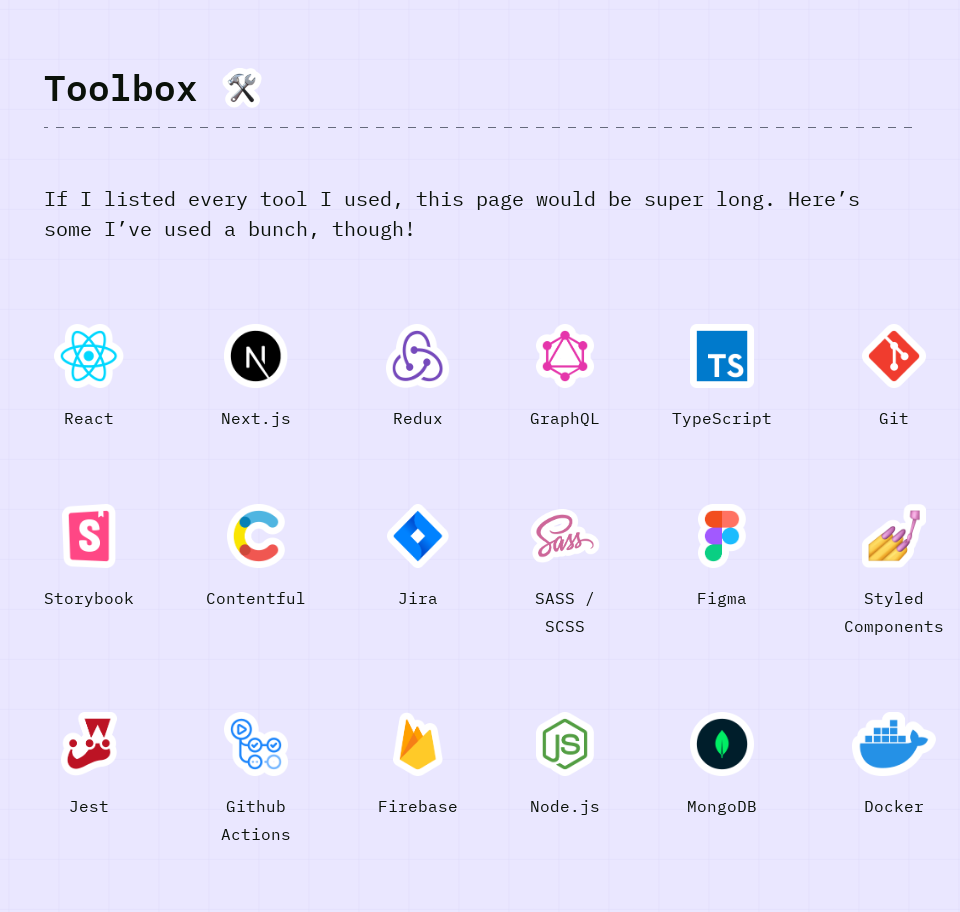 Toolbox 🛠
If I listed every tool I used, this page would be super long. Here’s
some I’ve used a bunch, though!
TS
React Next.js Redux GraphQL TypeScript Git
S
Sass
Storybook Contentful Jira SASS / Figma Styled
SCSS Components
JS
Jest Github Firebase Node.js MongoDB Docker
Actions